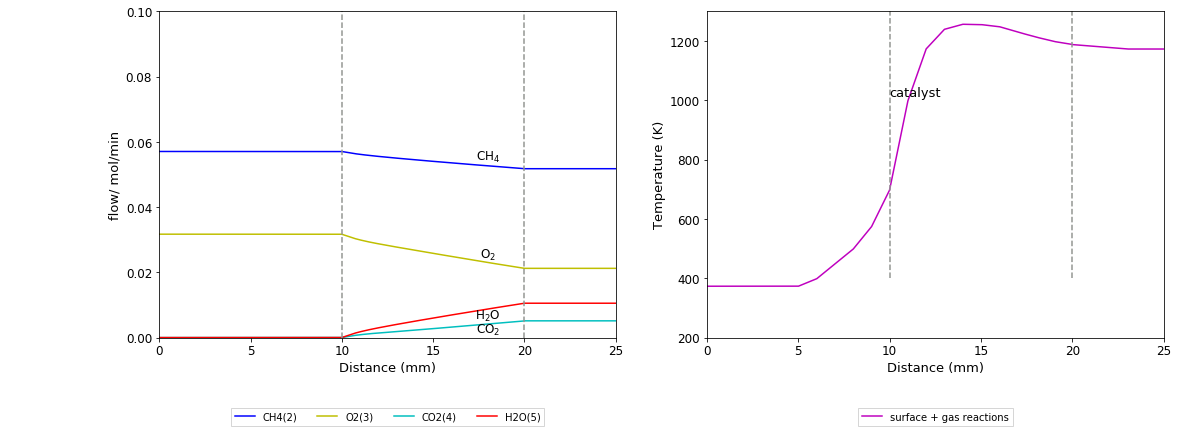 0.10
0.08
0.06
0.04
0.02
0.00
flow/ mol/min
CH4
O2
H2O
CO2
0 5 10 15 20 25
Distance (mm)
CH4(2) O2(3) CO2(4) H2O(5)
1200
1000
800
600
400
200
Temperature (K)
catalyst
0 5 10 15 20 25
Distance (mm)
surface + gas reactions